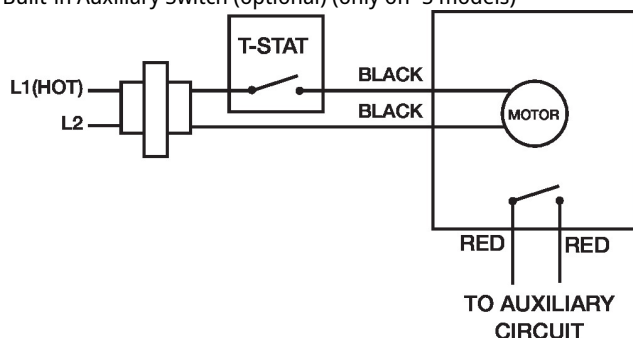 Built-in Auxiliary Switch (optional) (only on -S models)
T-STAT
L1(HOT)
BLACK
L2
BLACK
MOTOR
RED
RED
TO AUXILIARY
CIRCUIT